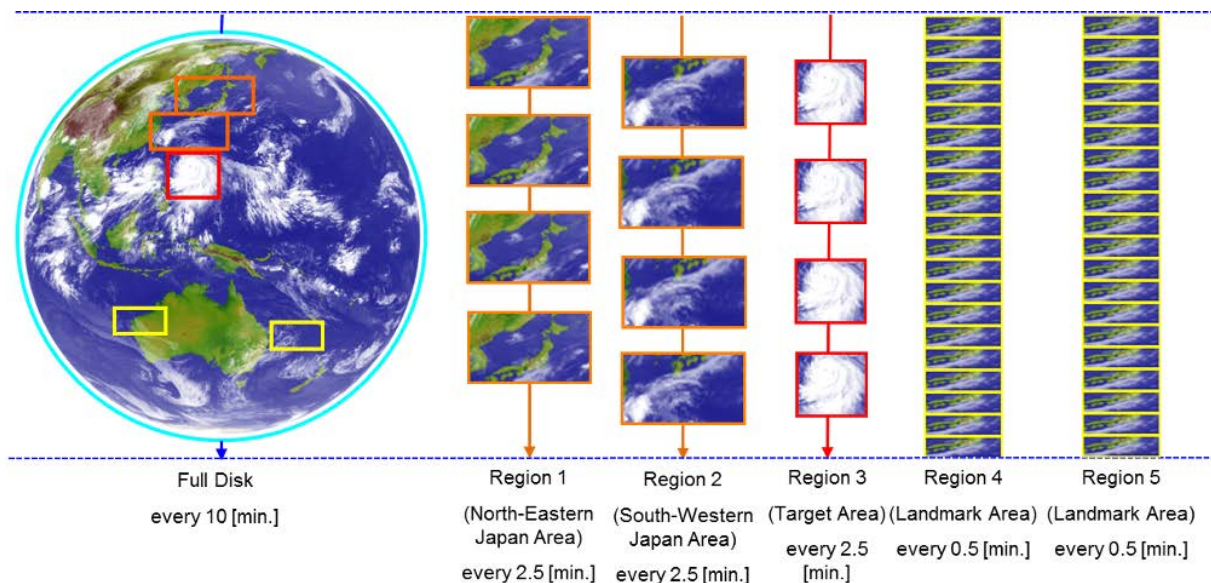 Full Disk
every 10 [min.]
Region 1
(North-Eastern
Japan Area)
every 2.5 [min.]
Region 2
(South-Western
Japan Area)
every 2.5 [min.]
Region 3
(Target Area)
every 2.5
[min.]
Region 4
(Landmark Area)
every 0.5 [min.]
Region 5
(Landmark Area)
every 0.5 [min.]